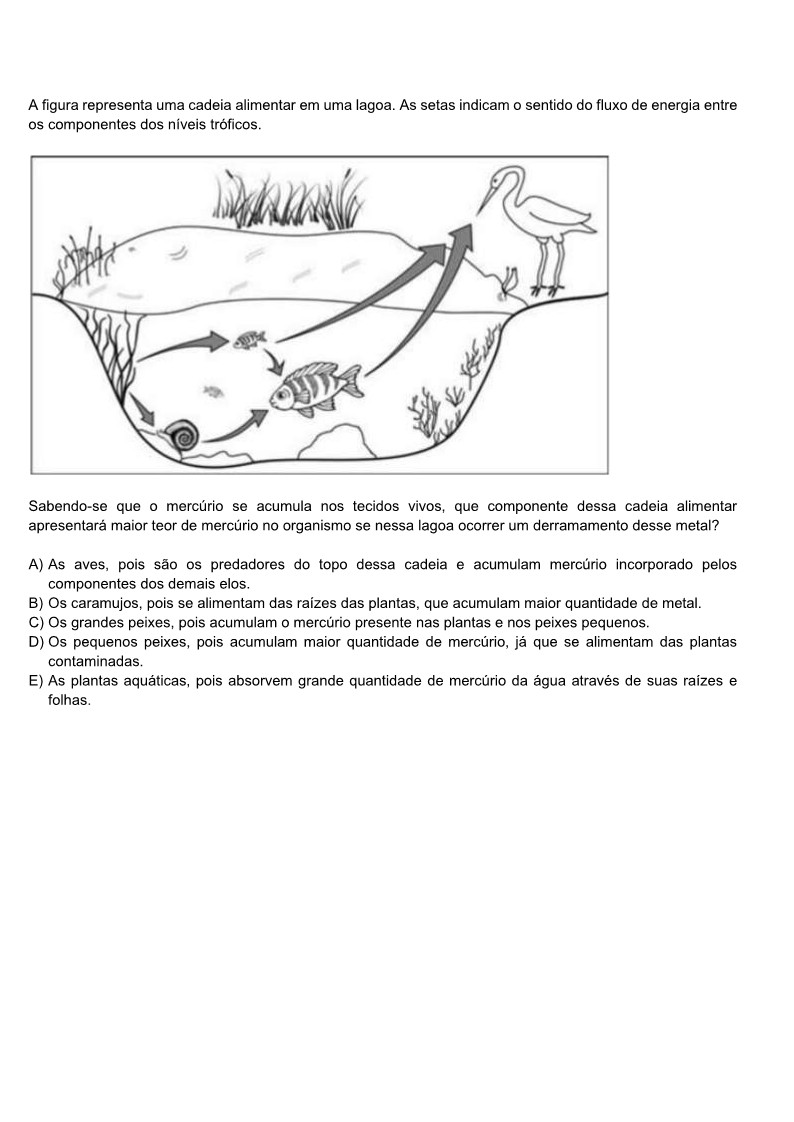 A figura representa uma cadeia alimentar em uma lagoa. As setas indicam o sentido do fluxo de energia entre
os componentes dos níveis tróficos.
Sabendo-se que o mercúrio se acumula nos tecidos vivos, que componente dessa cadeia alimentar
apresentará maior teor de mercúrio no organismo se nessa lagoa ocorrer um derramamento desse metal?
A) As aves, pois são os predadores do topo dessa cadeia e acumulam mercúrio incorporado pelos
componentes dos demais elos.
B) Os caramujos, pois se alimentam das raízes das plantas, que acumulam maior quantidade de metal.
C) Os grandes peixes, pois acumulam o mercúrio presente nas plantas e nos peixes pequenos.
D) Os pequenos peixes, pois acumulam maior quantidade de mercúrio, já que se alimentam das plantas
contaminadas.
E) As plantas aquáticas, pois absorvem grande quantidade de mercúrio da água através de suas raízes e
folhas.